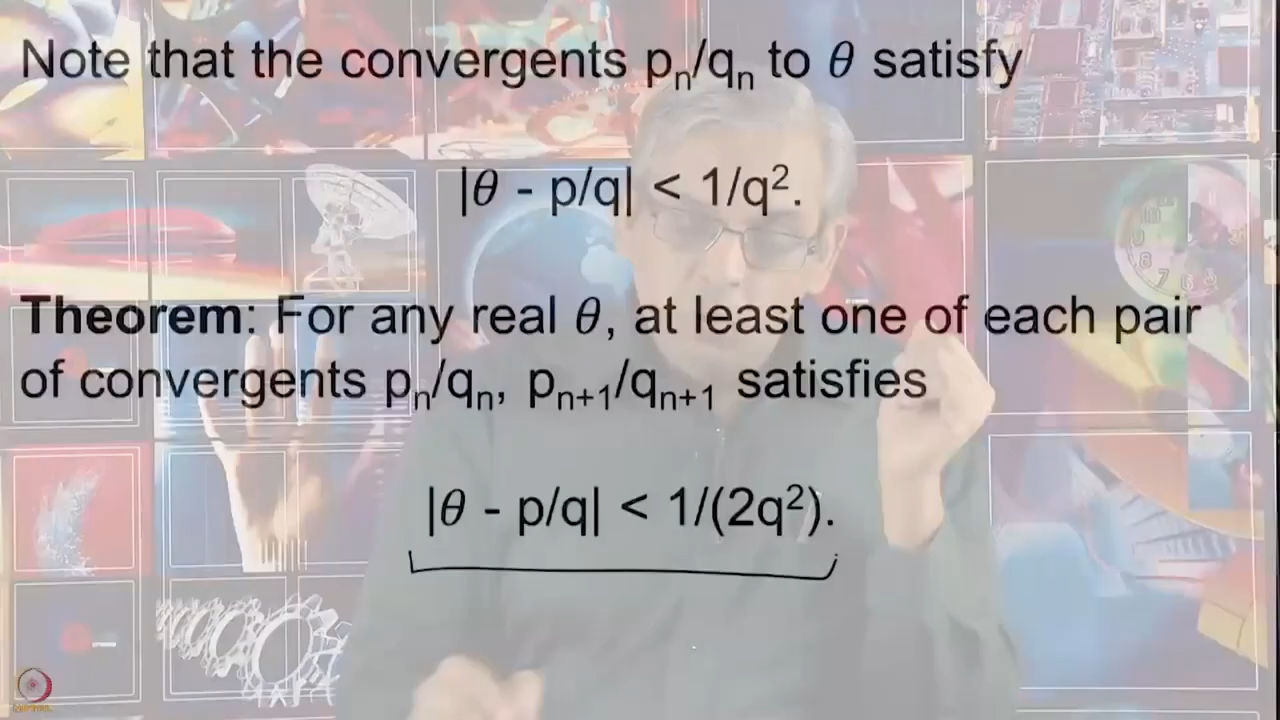 Note that the convergents pₙ/qₙ to θ satisfy
|θ - p/q| < 1/q².
Theorem: For any real θ, at least one of each pair
of convergents pₙ/qₙ, pₙ₊₁/qₙ₊₁ satisfies
|θ - p/q| < 1/(2q²).